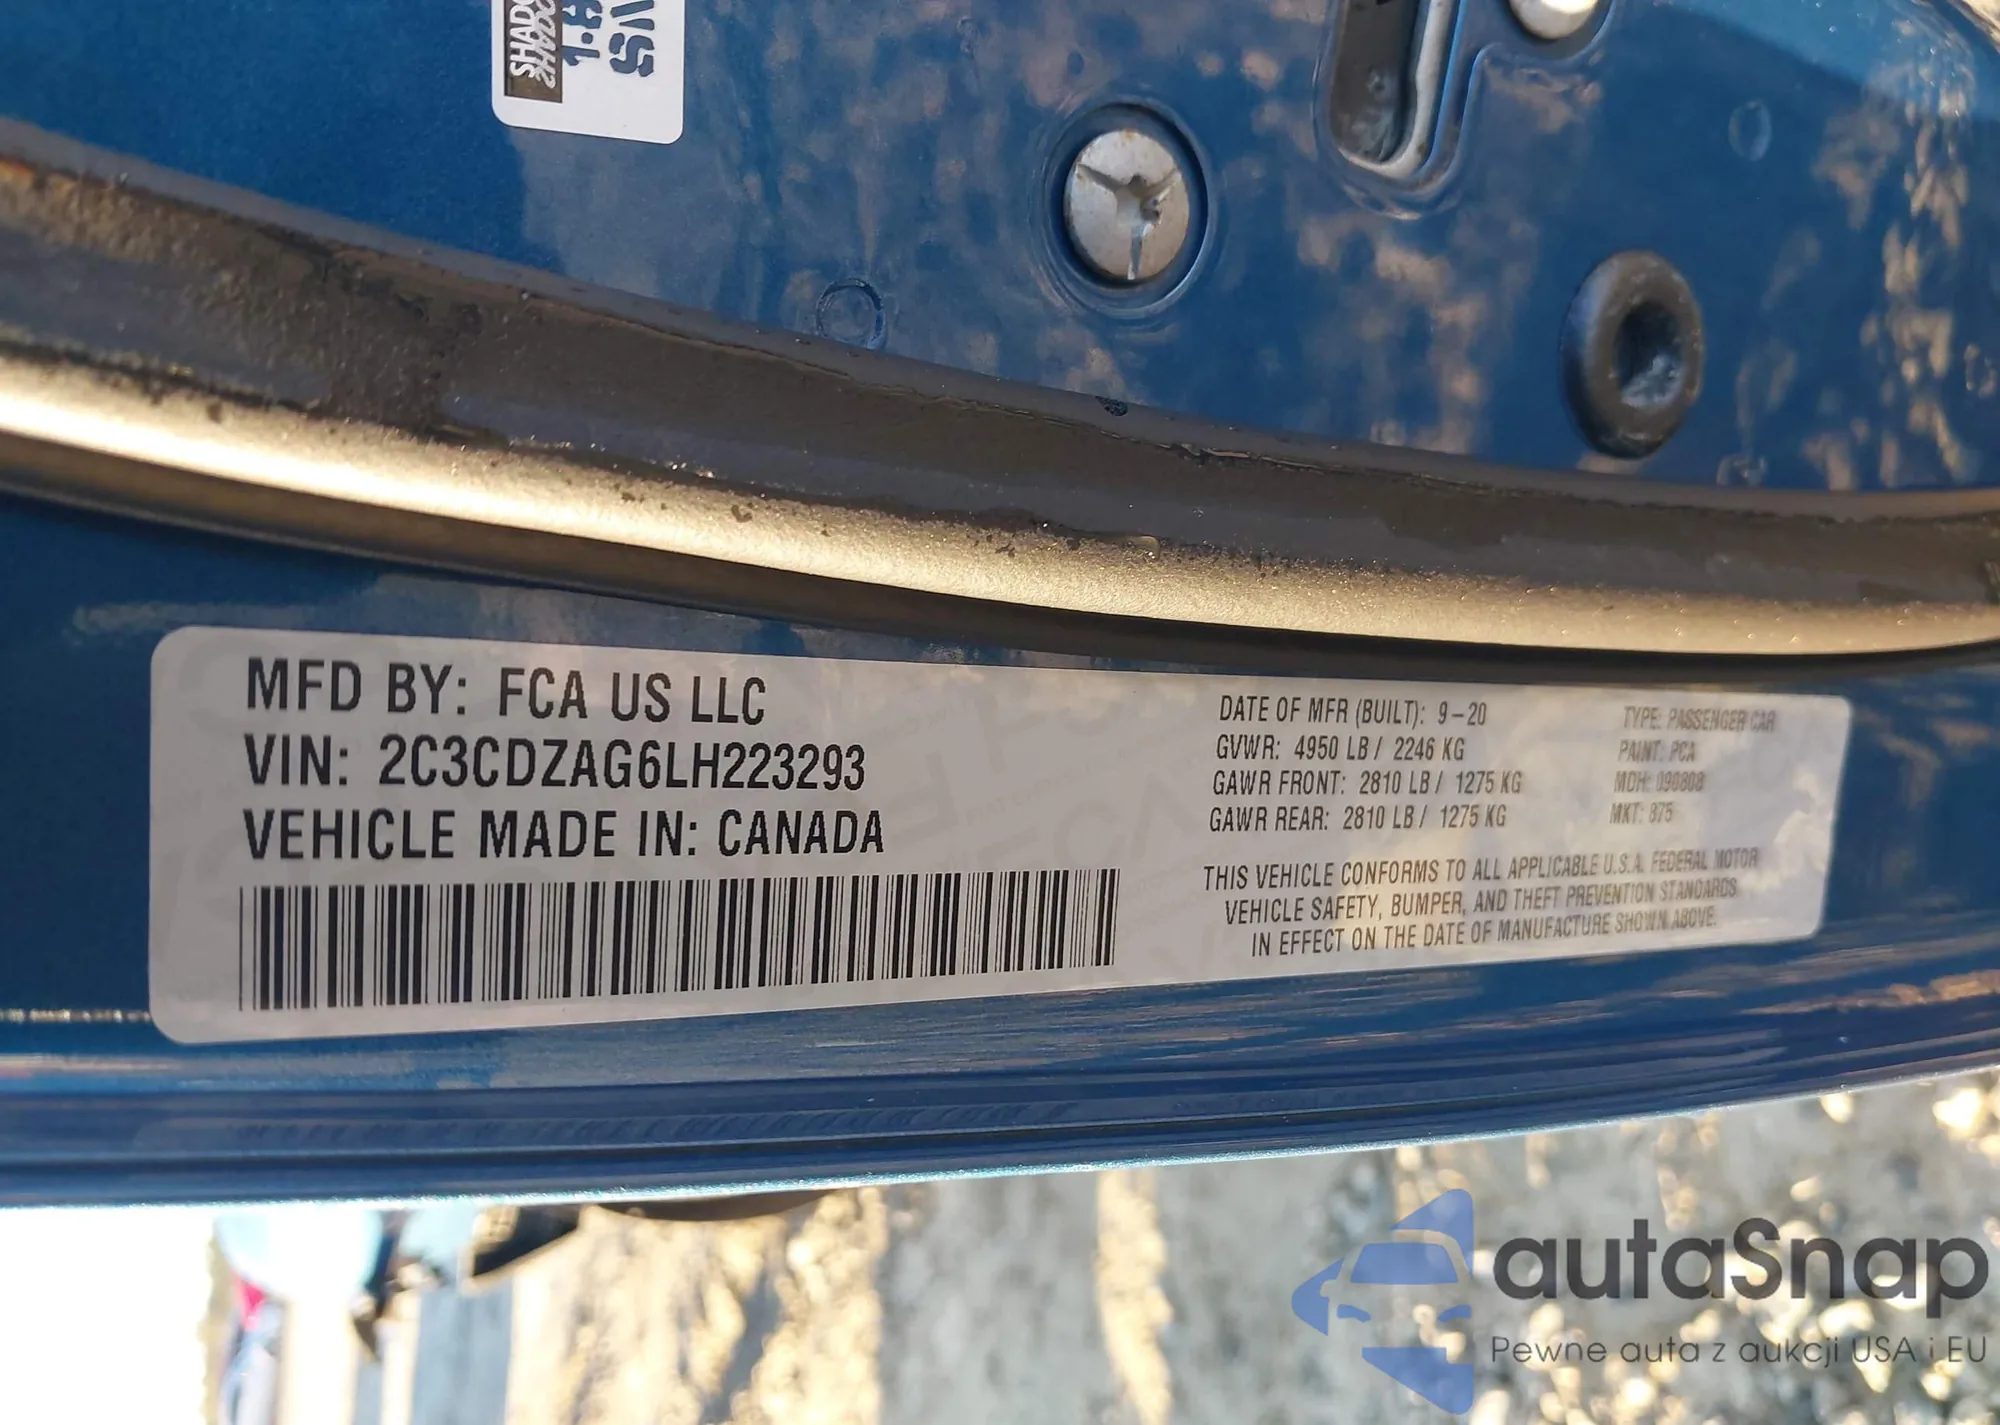 SHADO
MFD BY: FCA US LLC
VIN: 2C3CDZAG6LH223293
VEHICLE MADE IN: CANADA
DATE OF MFR (BUILT): 9-20
GVWR: 4950 LB / 2246 KG
GAWR FRONT: 2810 LB / 1275 KG
GAWR REAR: 2810 LB / 1275 KG
TYPE: PASSENGER CAR
PAINT: PCA
MDH: 090808
MKT: 875
THIS VEHICLE CONFORMS TO ALL APPLICABLE U.S.A. FEDERAL MOTOR
VEHICLE SAFETY, BUMPER, AND THEFT PREVENTION STANDARDS
IN EFFECT ON THE DATE OF MANUFACTURE SHOWN ABOVE.
autaSnap
Pewne auta z aukcji USA i EU